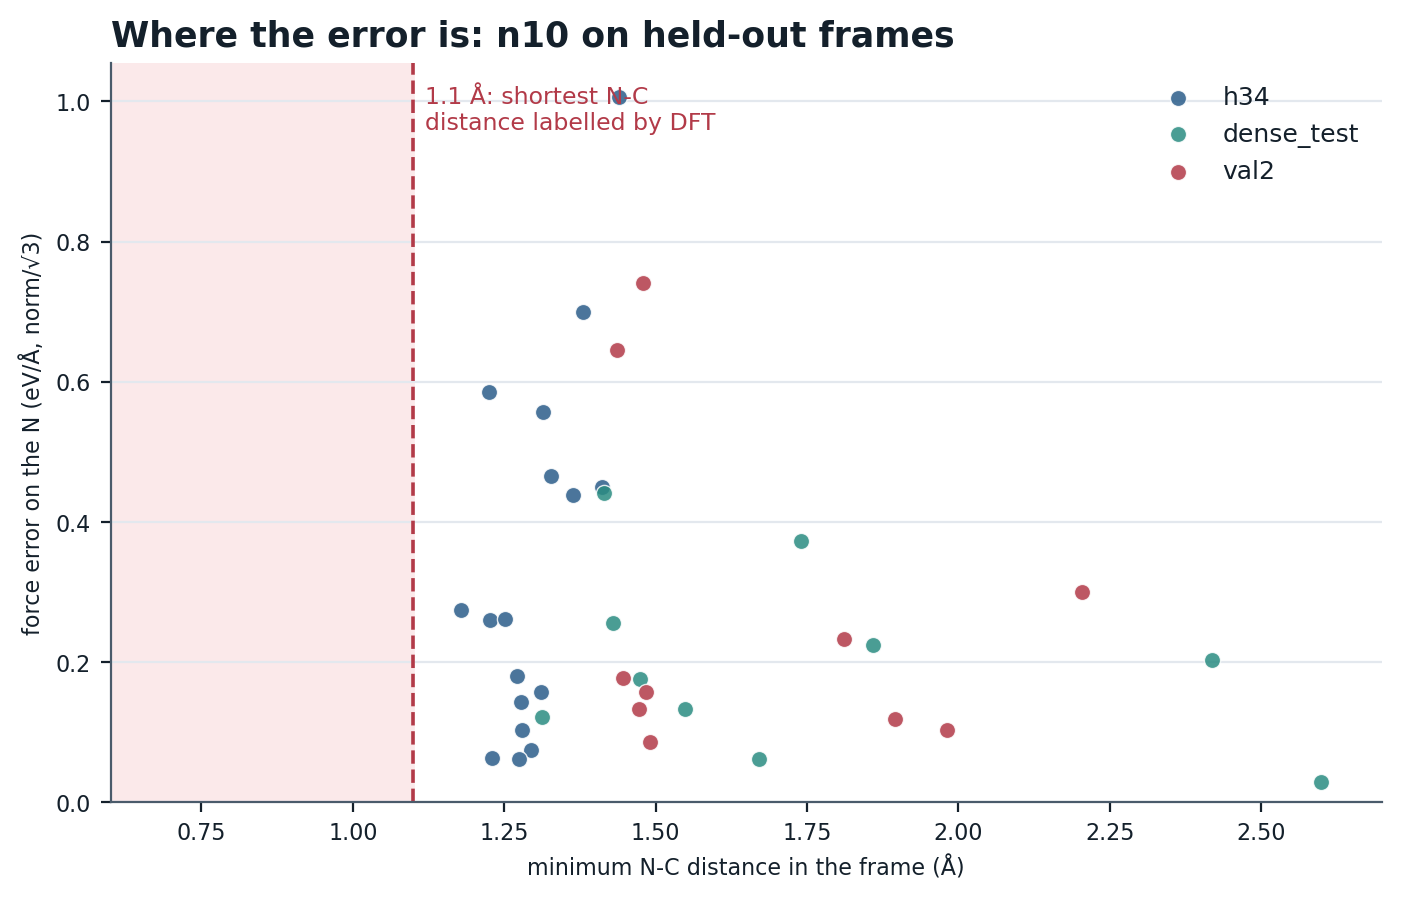 Where the error is: n10 on held-out frames
1.1 Å: shortest N-C
distance labelled by DFT
h34
dense_test
val2
force error on the N (eV/Å, norm/√3)
1.0
0.8
0.6
0.4
0.2
0.0
0.75 1.00 1.25 1.50 1.75 2.00 2.25 2.50
minimum N-C distance in the frame (Å)